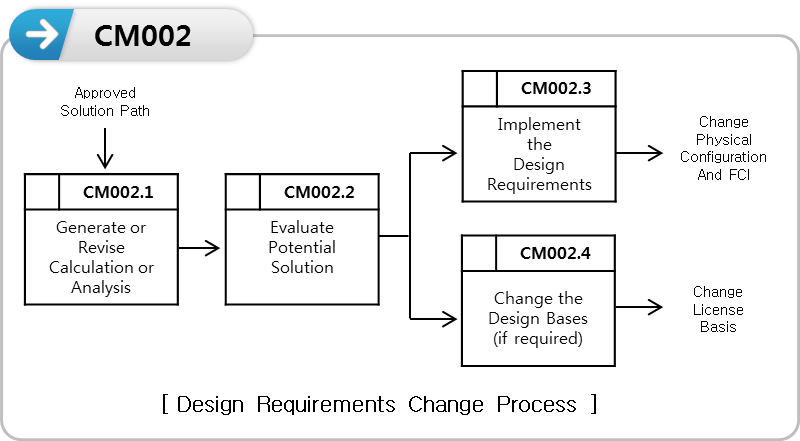 CM002
Approved
Solution Path
CM002.1
Generate or
Revise
Calculation or
Analysis
CM002.2
Evaluate
Potential
Solution
CM002.3
Implement
the
Design
Requirements
Change
Physical
Configuration
And FCI
CM002.4
Change the
Design Bases
(if required)
Change
License
Basis
[ Design Requirements Change Process ]